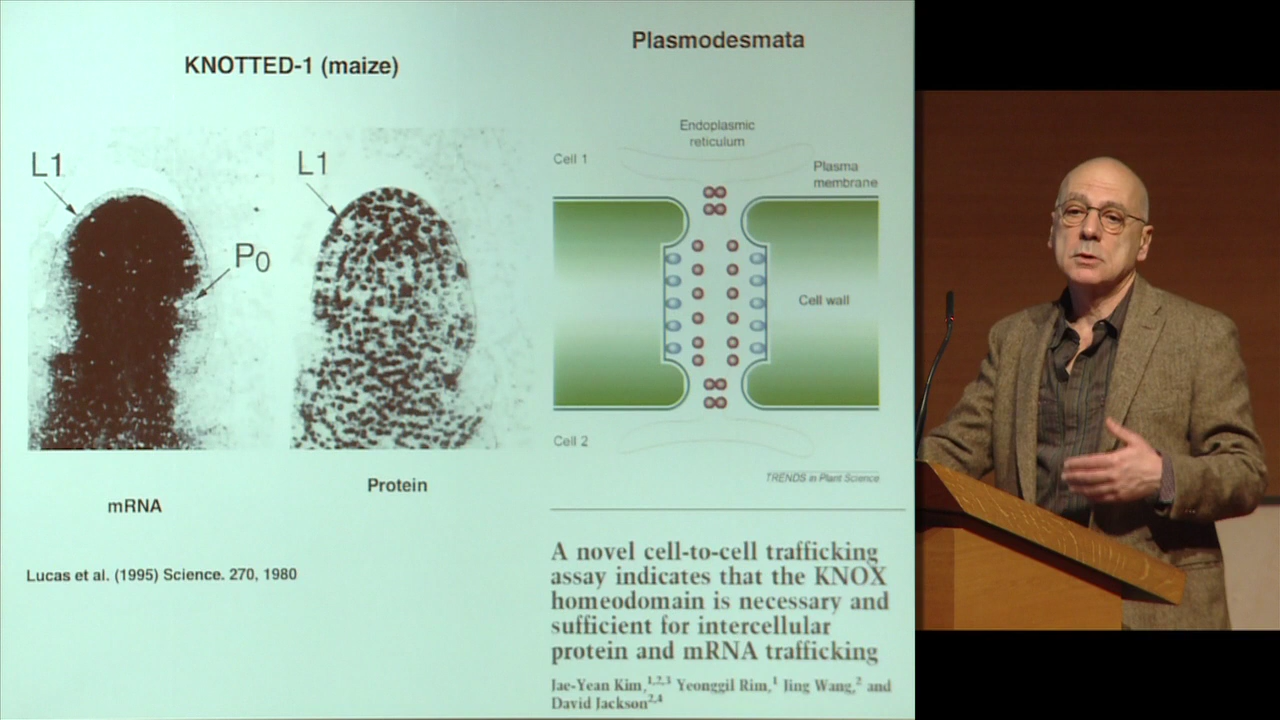 KNOTTED-1 (maize)
L1
P0
L1
mRNA
Protein
Lucas et al. (1995) Science. 270, 1980
Plasmodesmata
Endoplasmic
reticulum
Cell 1
Plasma
membrane
Cell wall
Cell 2
TRENDS in Plant Science
A novel cell-to-cell trafficking
assay indicates that the KNOX
homeodomain is necessary and
sufficient for intercellular
protein and mRNA trafficking
Jae-Yean Kim,1,2,3 Yeonggil Rim,1 Jing Wang,2 and
David Jackson2,4